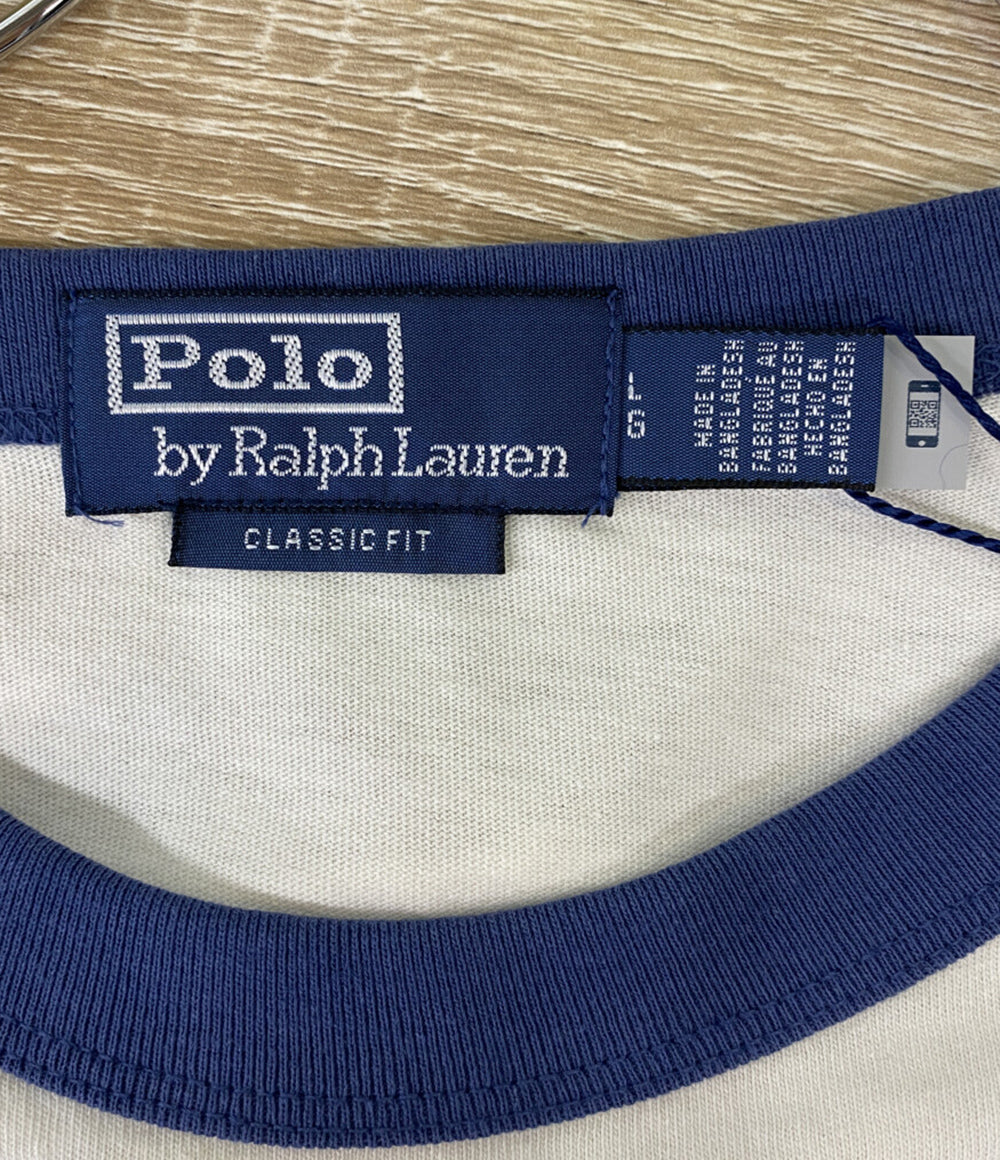 Polo
by Ralph Lauren
CLASSIC FIT
L
G
MADE IN
BANGLADESH
FABRIQUÉ AU
BANGLADESH
HECHO EN
BANGLADESH